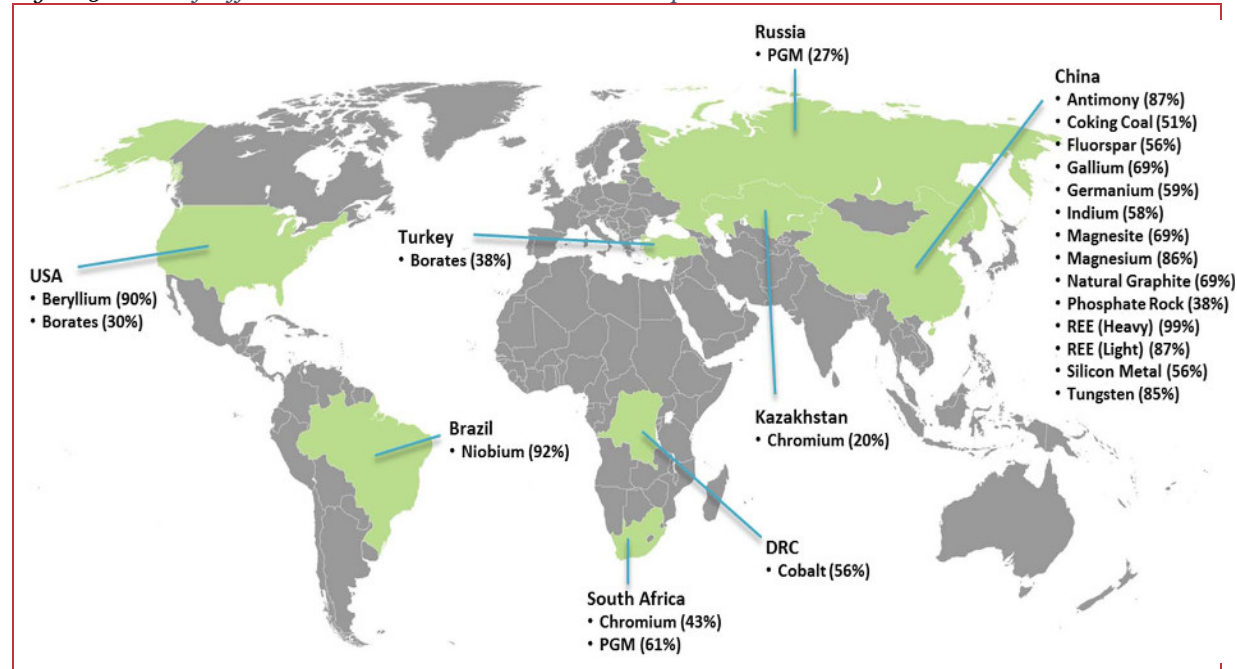 Russia
• PGM (27%)
China
• Antimony (87%)
• Coking Coal (51%)
• Fluorspar (56%)
• Gallium (69%)
• Germanium (59%)
• Indium (58%)
• Magnesite (69%)
• Magnesium (86%)
• Natural Graphite (69%)
• Phosphate Rock (38%)
• REE (Heavy) (99%)
• REE (Light) (87%)
• Silicon Metal (56%)
• Tungsten (85%)
Turkey
• Borates (38%)
USA
• Beryllium (90%)
• Borates (30%)
Kazakhstan
• Chromium (20%)
Brazil
• Niobium (92%)
DRC
• Cobalt (56%)
South Africa
• Chromium (43%)
• PGM (61%)